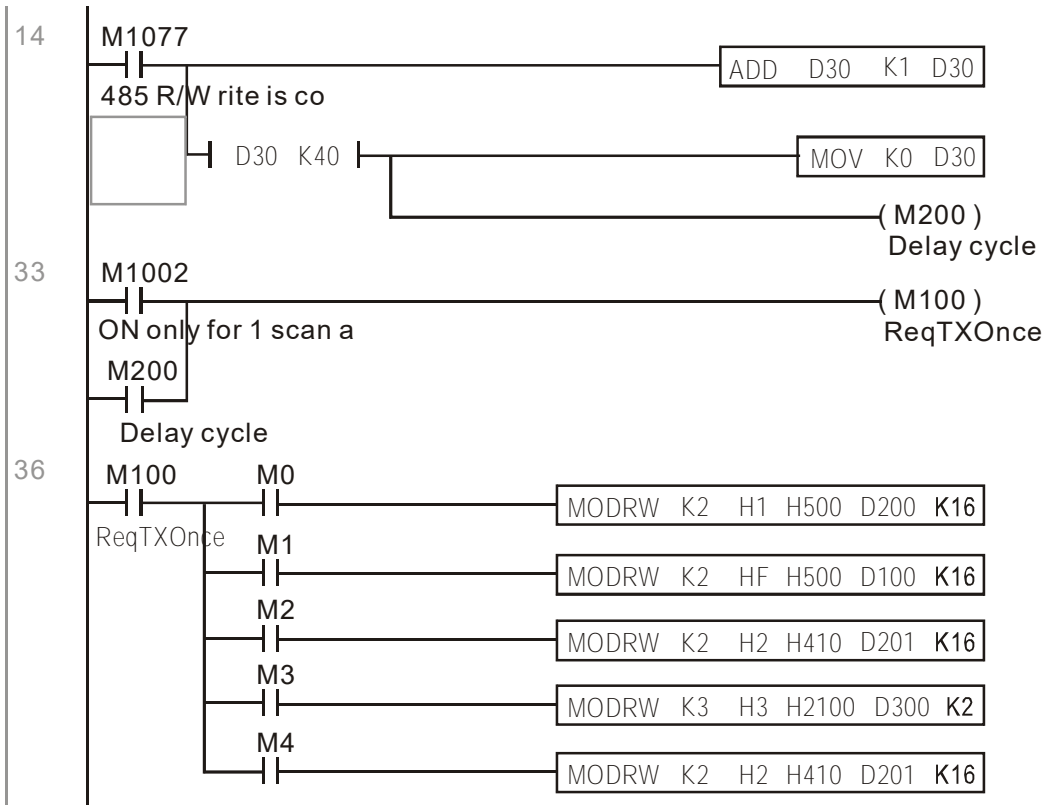 14
M1077
ADD D30 K1 D30
485 R/W rite is co
D30 K40
MOV K0 D30
( M200 )
Delay cycle
33
M1002
( M100 )
ON only for 1 scan a
ReqTXOnce
M200
Delay cycle
36
M100 M0
MODRW K2 H1 H500 D200 K16
ReqTXOnce
M1
MODRW K2 HF H500 D100 K16
M2
MODRW K2 H2 H410 D201 K16
M3
MODRW K3 H3 H2100 D300 K2
M4
MODRW K2 H2 H410 D201 K16